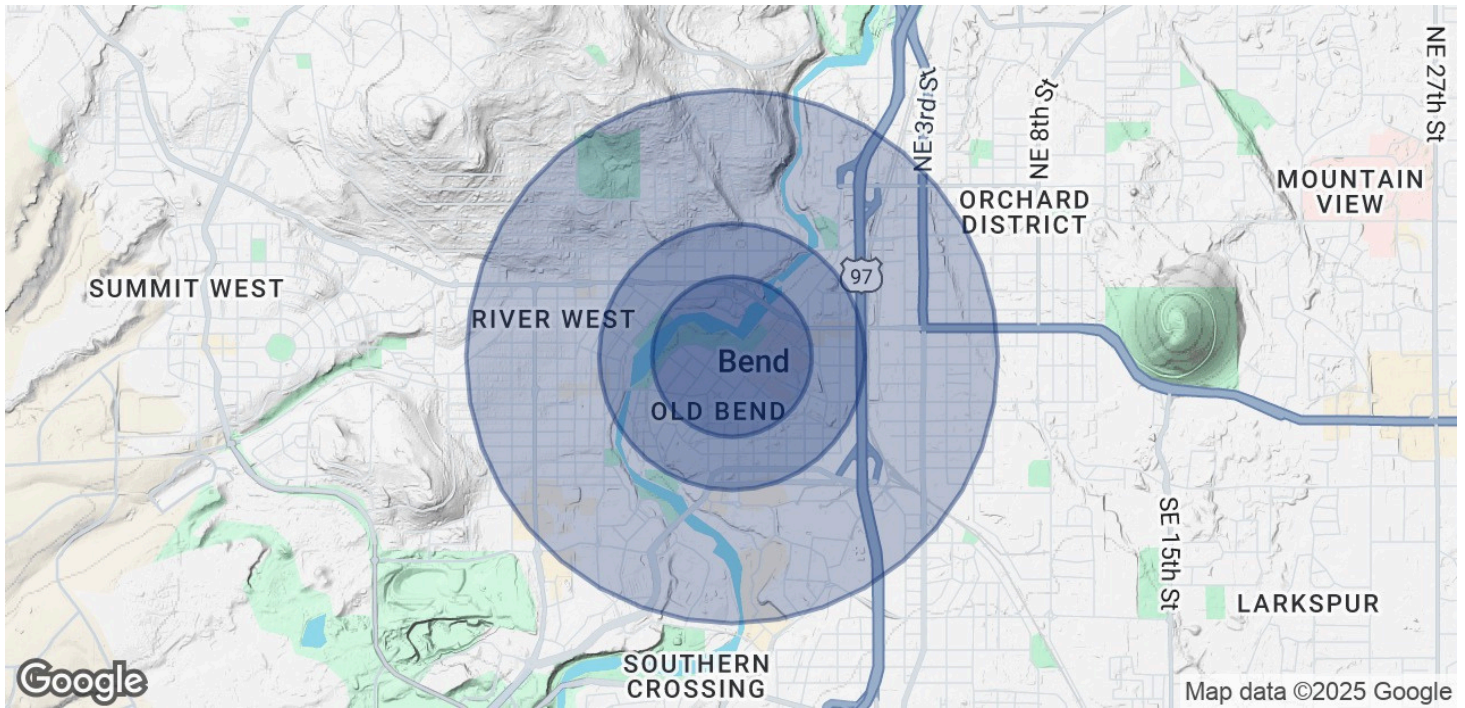 NE 27th St
NE 3rd St
NE 8th St
MOUNTAIN
VIEW
ORCHARD
DISTRICT
97
SUMMIT WEST
RIVER WEST
Bend
OLD BEND
SE 15th St
LARKSPUR
SOUTHERN
CROSSING
Google
Map data ©2025 Google